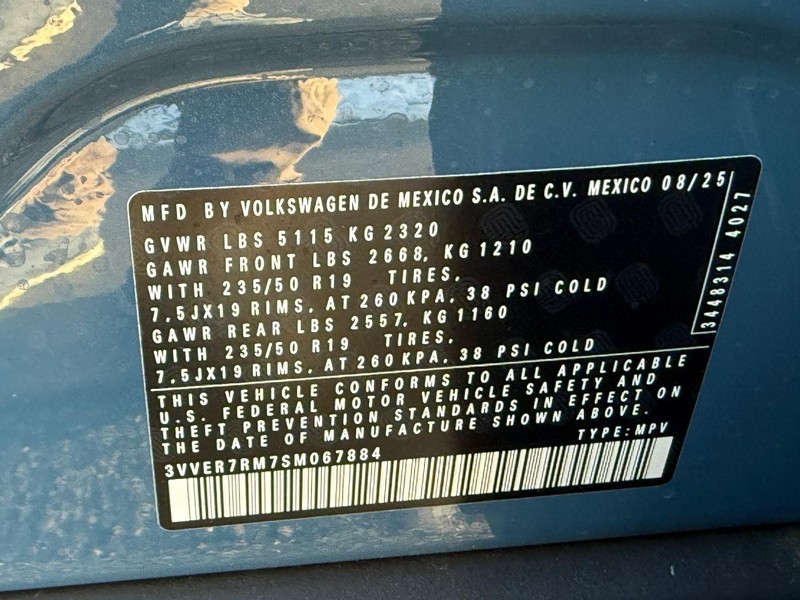 MFD BY VOLKSWAGEN DE MEXICO S.A. DE C.V. MEXICO 08/25
GVWR LBS 5115 KG 2320
GAWR FRONT LBS 2668, KG 1210
WITH 235/50 R19 TIRES,
7,5JX19 RIMS, AT 260 KPA, 38 PSI COLD
GAWR REAR LBS 2557, KG 1160
WITH 235/50 R19 TIRES,
7,5JX19 RIMS, AT 260 KPA, 38 PSI COLD
3448314 4027
THIS VEHICLE CONFORMS TO ALL APPLICABLE
U.S. FEDERAL MOTOR VEHICLE SAFETY AND
THEFT PREVENTION STANDARDS IN EFFECT ON
THE DATE OF MANUFACTURE SHOWN ABOVE.
TYPE: MPV
3VVER7RM7SM067884